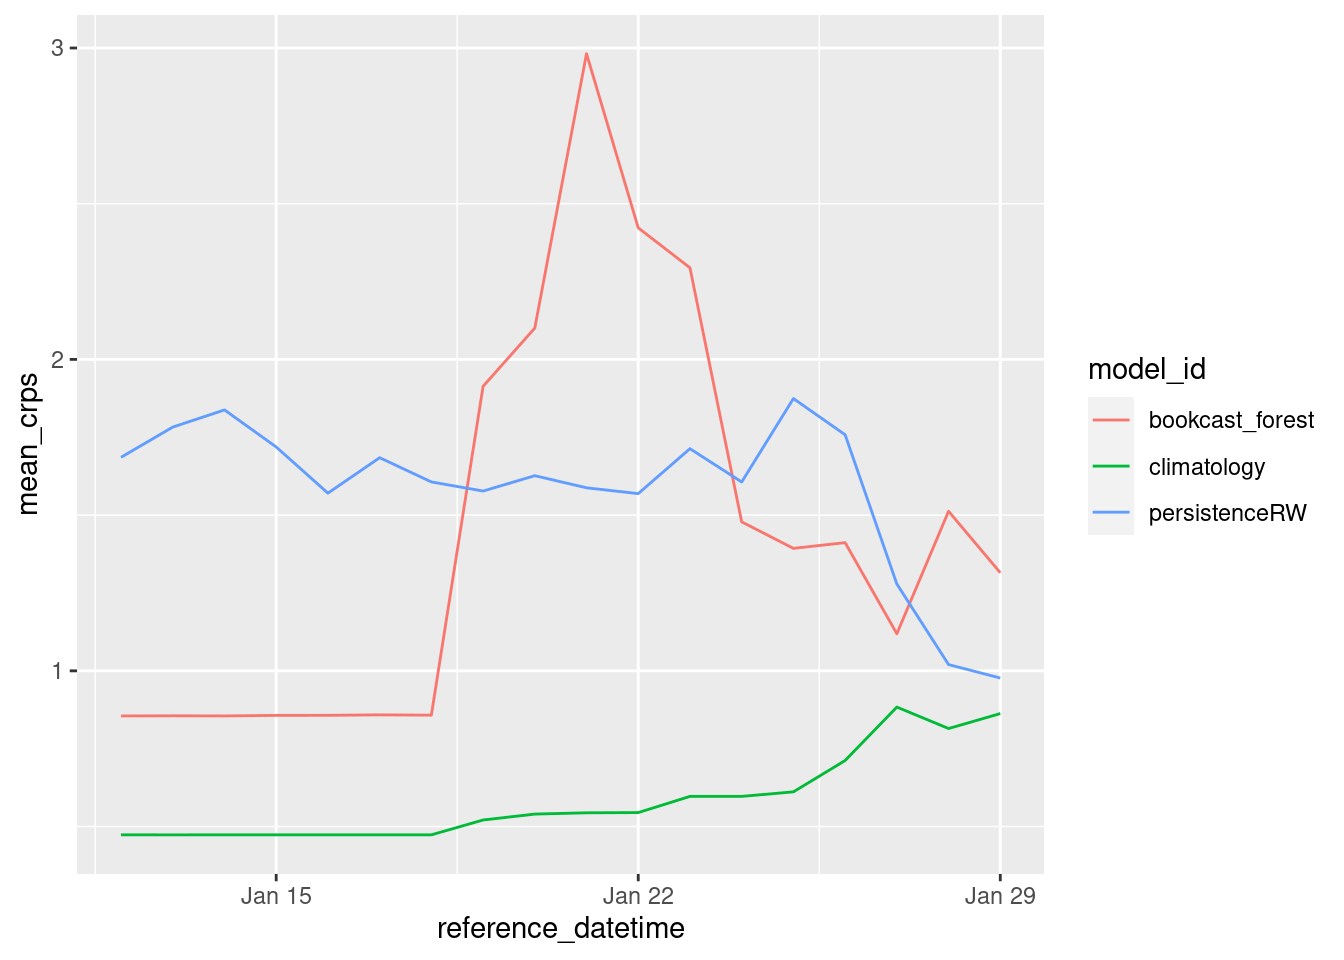 3
2
1
mean_crps
Jan 15
Jan 22
Jan 29
reference_datetime
model_id
bookcast_forest
climatology
persistenceRW